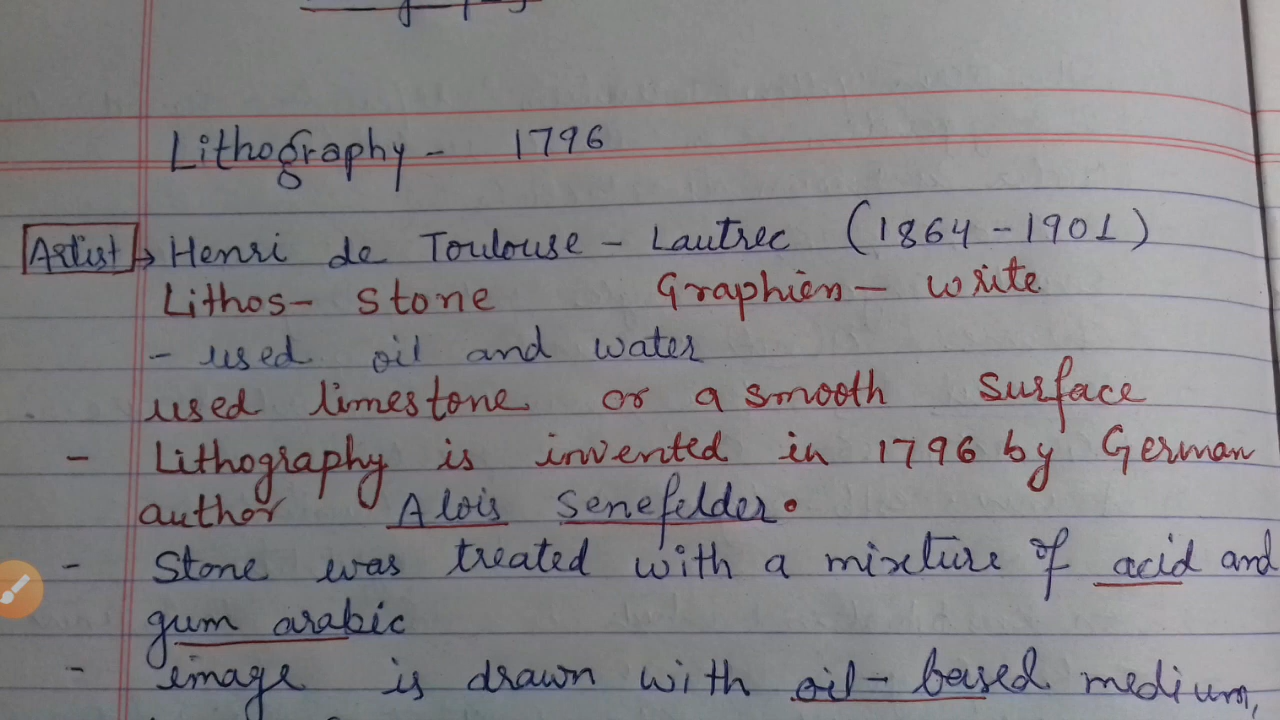 Lithography - 1796
Artist → Henri de Toulouse - Lautrec (1864 - 1901)
Lithos - stone Graphien - write
- used oil and water
used limestone or a smooth surface
- Lithography is invented in 1796 by German
author Alois Senefelder.
- Stone was treated with a mixture of acid and
gum arabic
- image is drawn with oil - based medium,